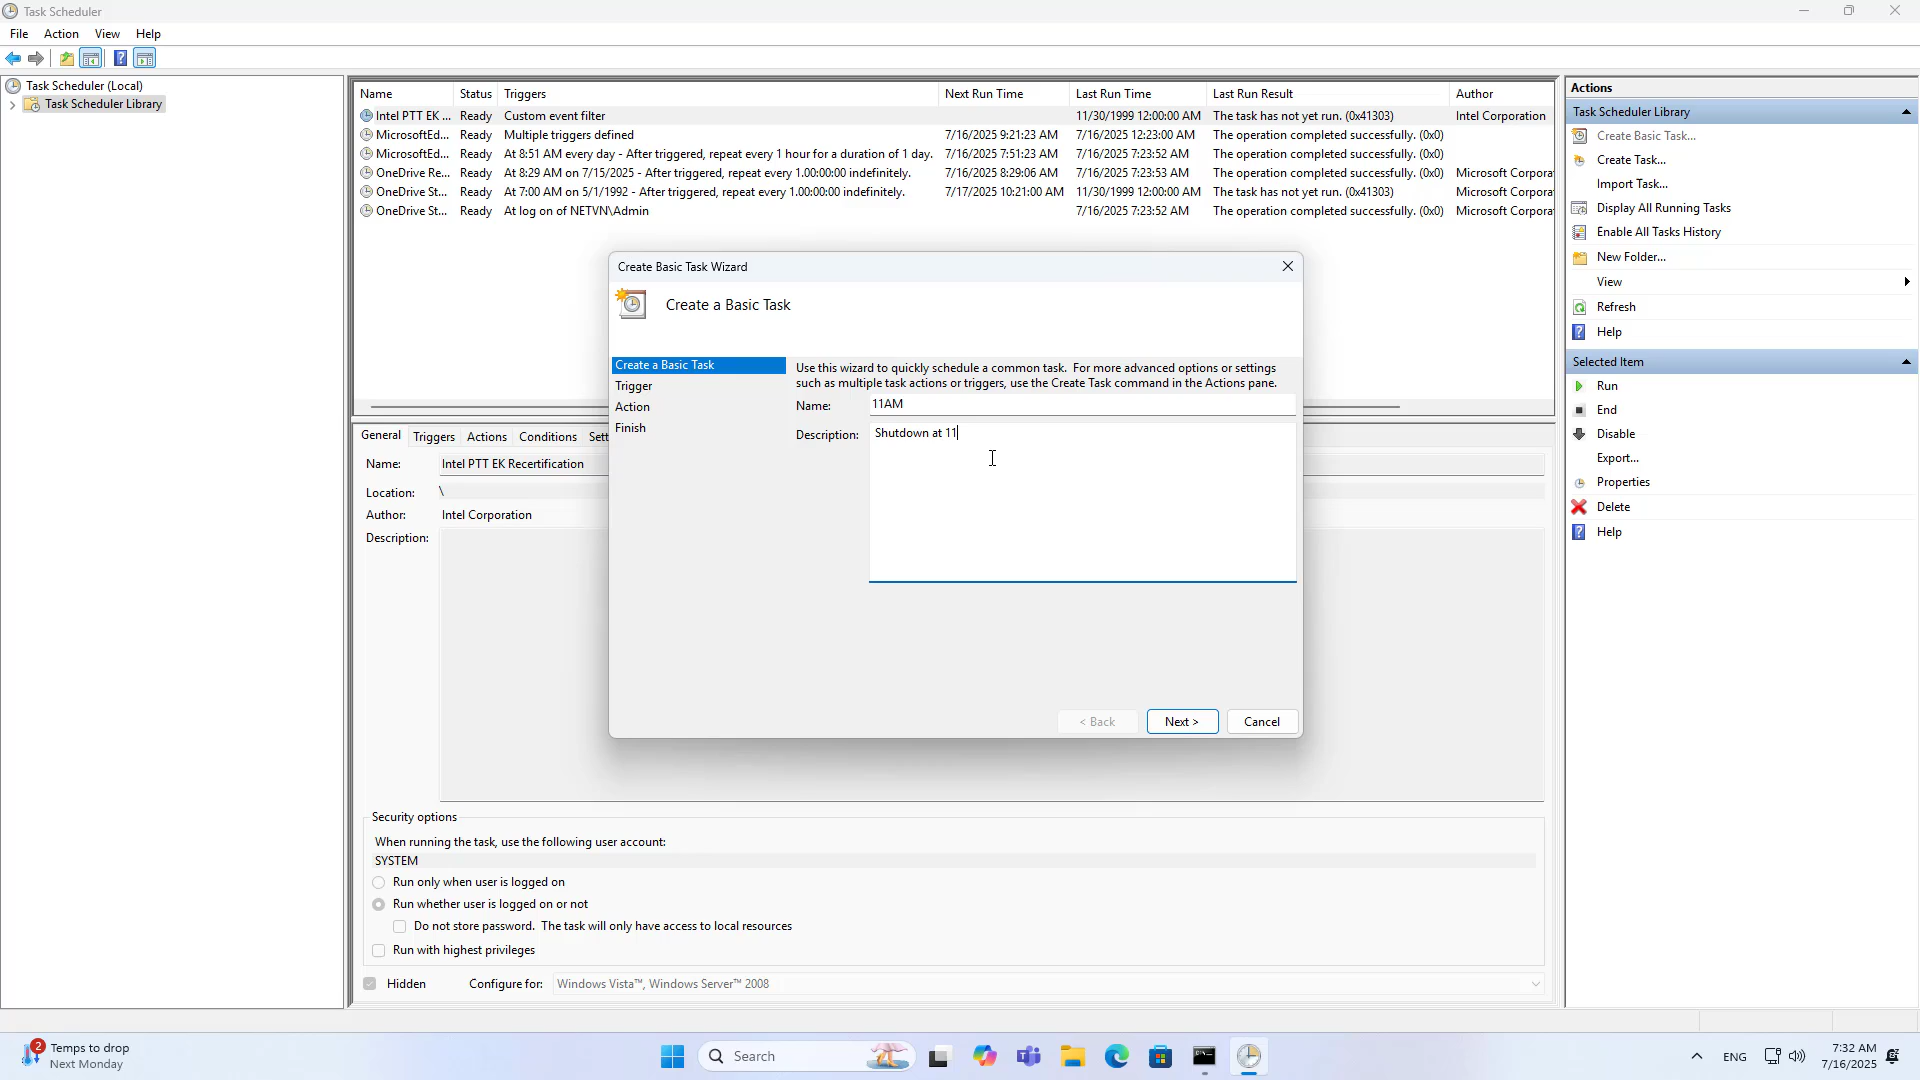 Task Scheduler
File Action View Help
Task Scheduler (Local)
Task Scheduler Library
Name Status Triggers Next Run Time Last Run Time Last Run Result Author
Intel PTT EK ... Ready Custom event filter 11/30/1999 12:00:00 AM The task has not yet run. (0x41303) Intel Corporation
MicrosoftEd... Ready Multiple triggers defined 7/16/2025 9:21:23 AM 7/16/2025 12:23:00 AM The operation completed successfully. (0x0)
MicrosoftEd... Ready At 8:51 AM every day - After triggered, repeat every 1 hour for a duration of 1 day. 7/16/2025 7:51:23 AM 7/16/2025 7:23:52 AM The operation completed successfully. (0x0)
OneDrive Re... Ready At 8:29 AM on 7/15/2025 - After triggered, repeat every 1.00:00:00 indefinitely. 7/16/2025 8:29:06 AM 7/16/2025 7:23:53 AM The operation completed successfully. (0x0) Microsoft Corpora
OneDrive St... Ready At 7:00 AM on 5/1/1992 - After triggered, repeat every 1.00:00:00 indefinitely. 7/17/2025 10:21:00 AM 11/30/1999 12:00:00 AM The task has not yet run. (0x41303) Microsoft Corpora
OneDrive St... Ready At log on of NETVN\Admin 7/16/2025 7:23:52 AM The operation completed successfully. (0x0) Microsoft Corpora
Create Basic Task Wizard
Create a Basic Task
Create a Basic Task
Trigger
Action
Finish
Use this wizard to quickly schedule a common task. For more advanced options or settings
such as multiple task actions or triggers, use the Create Task command in the Actions pane.
Name: 11AM
Description: Shutdown at 11
< Back Next > Cancel
General Triggers Actions Conditions Sett
Name: Intel PTT EK Recertification
Location: \
Author: Intel Corporation
Description:
Security options
When running the task, use the following user account:
SYSTEM
Run only when user is logged on
Run whether user is logged on or not
Do not store password. The task will only have access to local resources
Run with highest privileges
Hidden Configure for: Windows Vista™, Windows Server™ 2008
Actions
Task Scheduler Library
Create Basic Task...
Create Task...
Import Task...
Display All Running Tasks
Enable All Tasks History
New Folder...
View
Refresh
Help
Selected Item
Run
End
Disable
Export...
Properties
Delete
Help
2
Temps to drop
Next Monday
Search
ENG
7:32 AM
7/16/2025